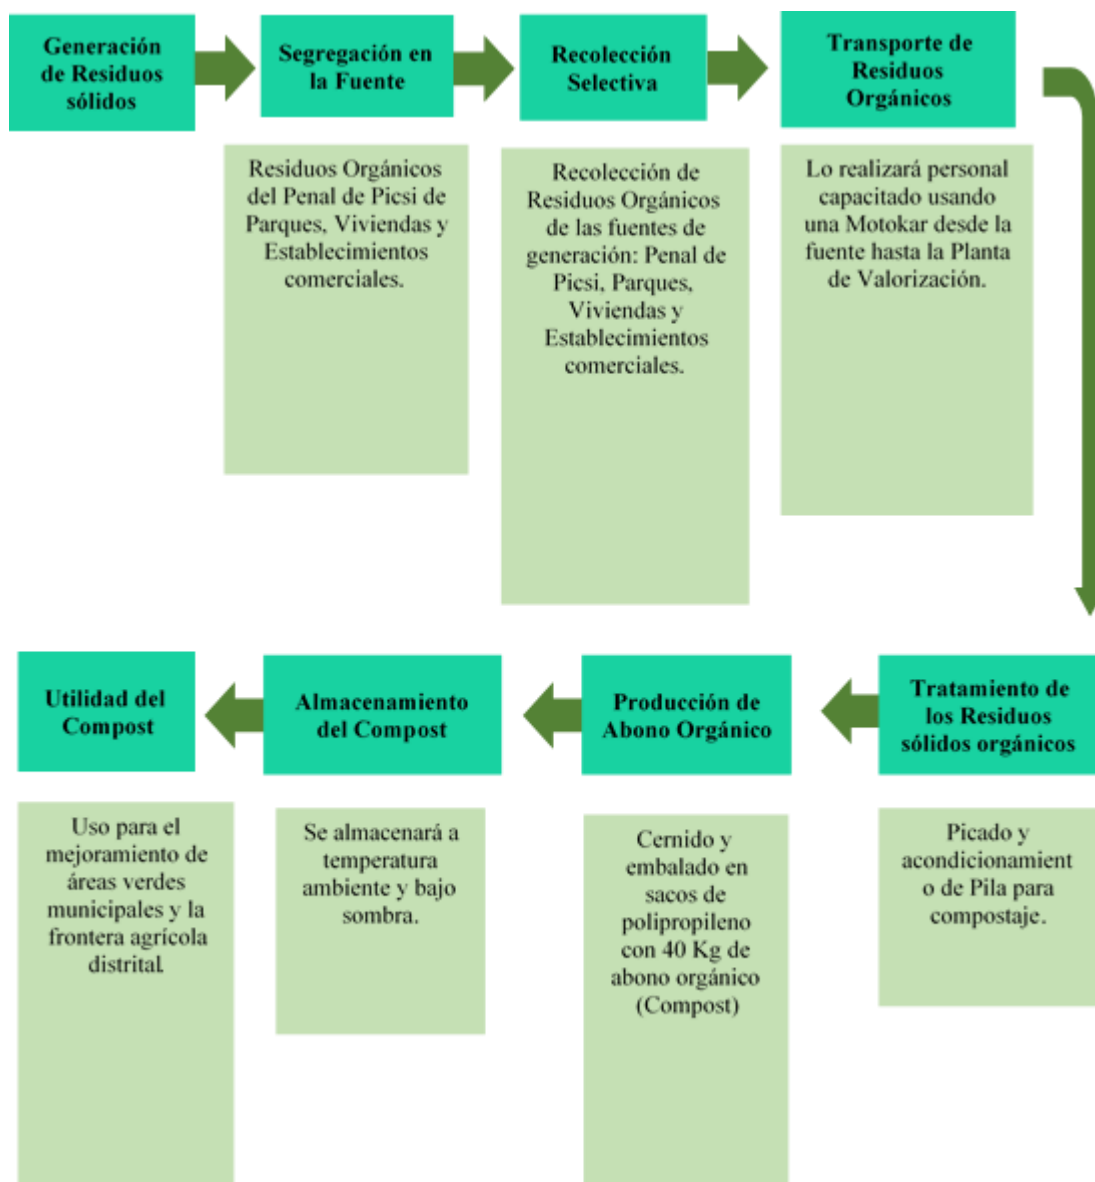 Generación
de Residuos
sólidos
Segregación en
la Fuente
Recolección
Selectiva
Transporte de
Residuos
Orgánicos
Residuos Orgánicos
del Penal de Picsi de
Parques, Viviendas y
Establecimientos
comerciales.
Recolección de
Residuos Orgánicos
de las fuentes de
generación: Penal de
Picsi, Parques,
Viviendas y
Establecimientos
comerciales.
Lo realizará personal
capacitado usando
una Motokar desde la
fuente hasta la Planta
de Valorización.
Utilidad del
Compost
Almacenamiento
del Compost
Producción de
Abono Orgánico
Tratamiento de
los Residuos
sólidos orgánicos
Uso para el
mejoramiento de
áreas verdes
municipales y la
frontera agrícola
distrital.
Se almacenará a
temperatura
ambiente y bajo
sombra.
Cernido y
embalado en
sacos de
polipropileno
con 40 Kg de
abono orgánico
(Compost)
Picado y
acondicionamient
o de Pila para
compostaje.